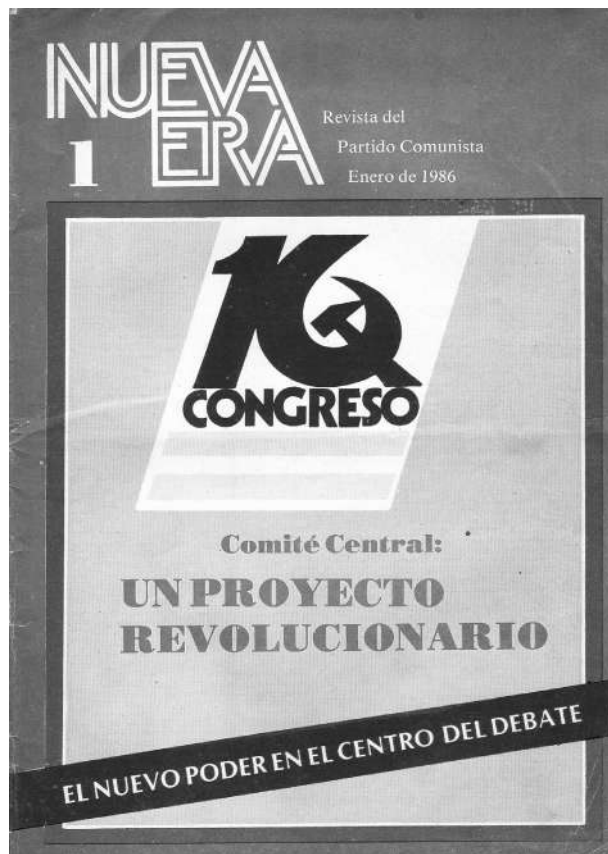 NUEVA
ERA
1
Revista del
Partido Comunista
Enero de 1986
16
CONGRESO
Comité Central:
UN PROYECTO
REVOLUCIONARIO
EL NUEVO PODER EN EL CENTRO DEL DEBATE